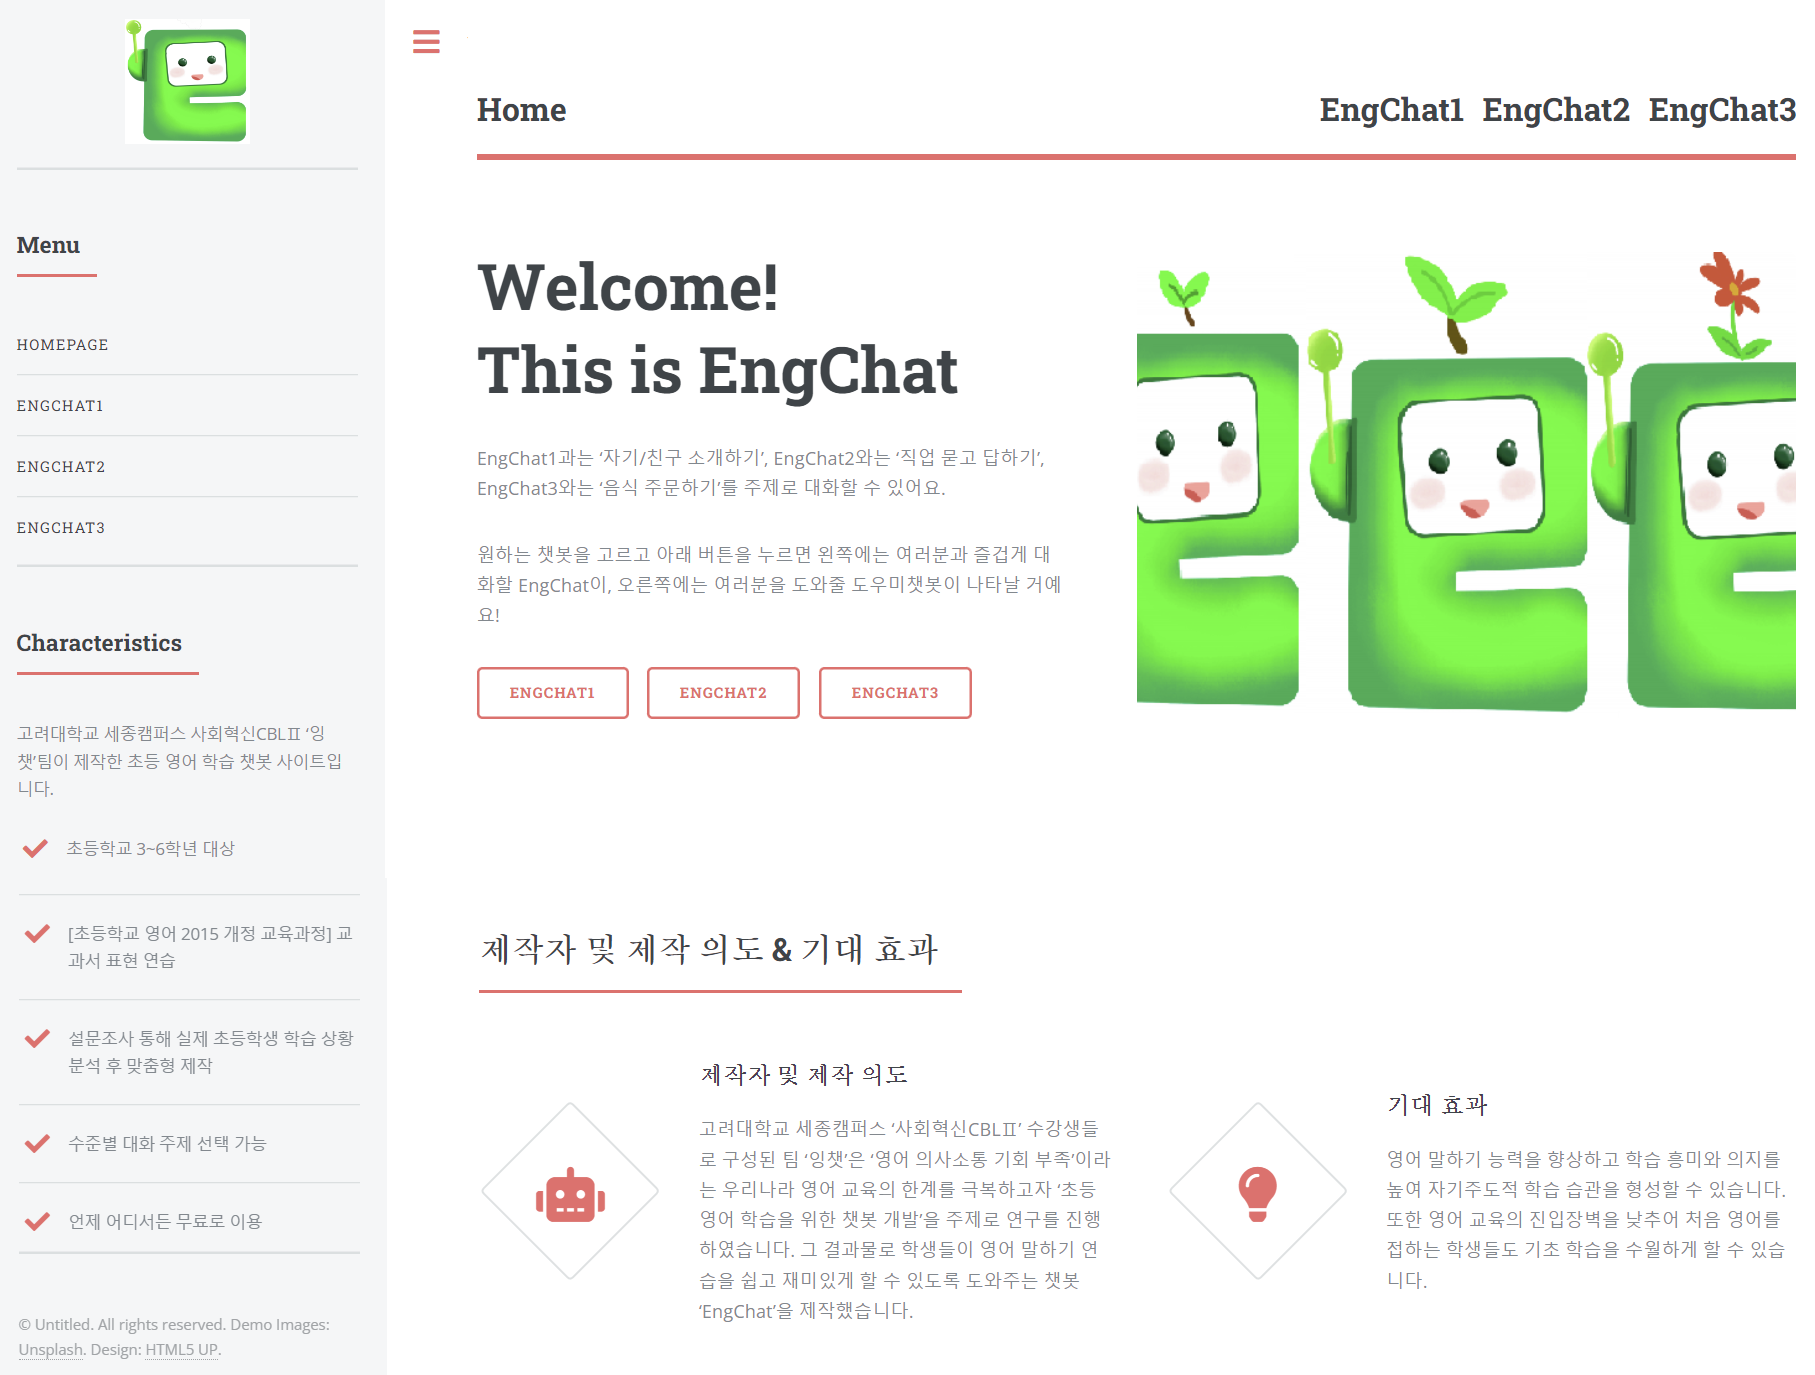 Menu
HOMEPAGE
ENGCHAT1
ENGCHAT2
ENGCHAT3
Characteristics
고려대학교 세종캠퍼스 사회혁신CBLⅡ ‘잉
챗’팀이 제작한 초등 영어 학습 챗봇 사이트입
니다.
초등학교 3~6학년 대상
[초등학교 영어 2015 개정 교육과정] 교
과서 표현 연습
설문조사 통해 실제 초등학생 학습 상황
분석 후 맞춤형 제작
수준별 대화 주제 선택 가능
언제 어디서든 무료로 이용
© Untitled. All rights reserved. Demo Images:
Unsplash. Design: HTML5 UP.
Home
EngChat1 EngChat2 EngChat3
Welcome!
This is EngChat
EngChat1과는 ‘자기/친구 소개하기’, EngChat2와는 ‘직업 묻고 답하기’,
EngChat3와는 ‘음식 주문하기’를 주제로 대화할 수 있어요.
원하는 챗봇을 고르고 아래 버튼을 누르면 왼쪽에는 여러분과 즐겁게 대
화할 EngChat이, 오른쪽에는 여러분을 도와줄 도우미챗봇이 나타날 거예
요!
ENGCHAT1
ENGCHAT2
ENGCHAT3
제작자 및 제작 의도 & 기대 효과
제작자 및 제작 의도
고려대학교 세종캠퍼스 ‘사회혁신CBLⅡ’ 수강생들
로 구성된 팀 ‘잉챗’은 ‘영어 의사소통 기회 부족’이라
는 우리나라 영어 교육의 한계를 극복하고자 ‘초등
영어 학습을 위한 챗봇 개발’을 주제로 연구를 진행
하였습니다. 그 결과물로 학생들이 영어 말하기 연
습을 쉽고 재미있게 할 수 있도록 도와주는 챗봇
‘EngChat’을 제작했습니다.
기대 효과
영어 말하기 능력을 향상하고 학습 흥미와 의지를
높여 자기주도적 학습 습관을 형성할 수 있습니다.
또한 영어 교육의 진입장벽을 낮추어 처음 영어를
접하는 학생들도 기초 학습을 수월하게 할 수 있습
니다.